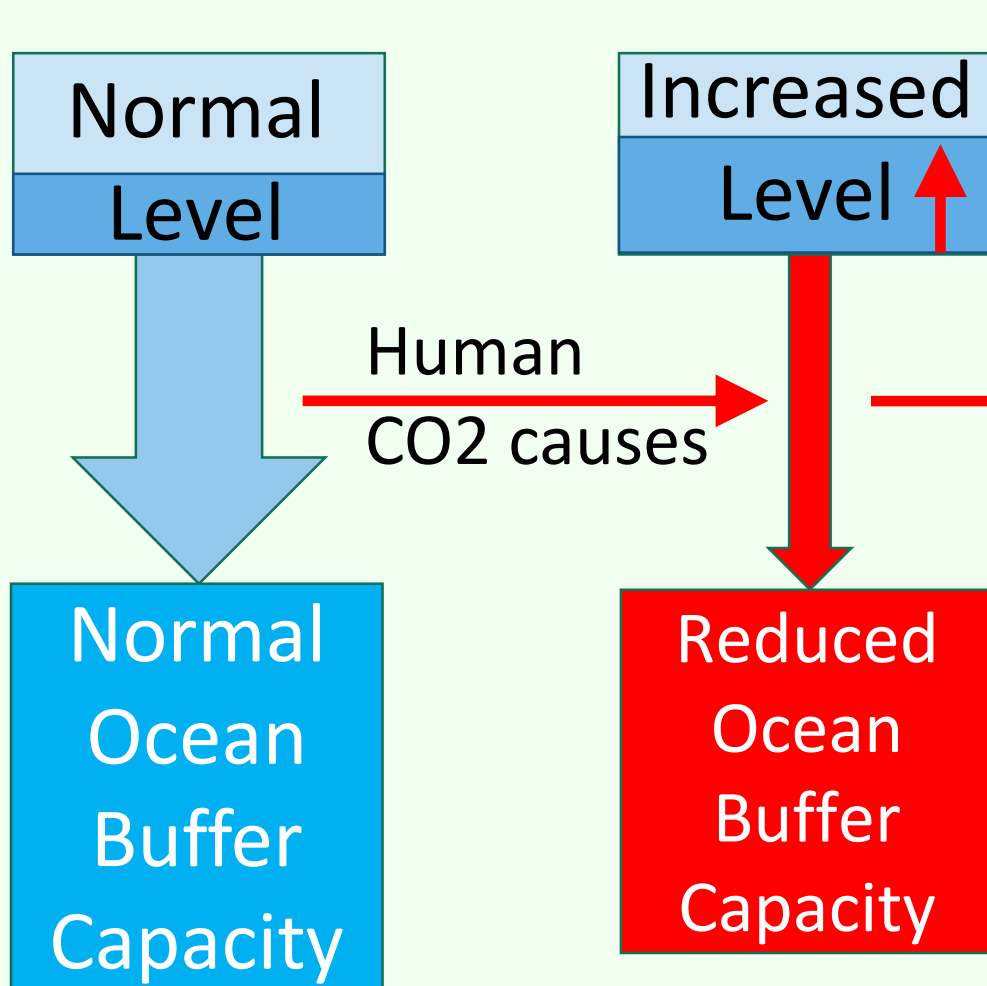 Normal
Level
Increased
Level
Human
CO2 causes
Normal
Ocean
Buffer
Capacity
Reduced
Ocean
Buffer
Capacity